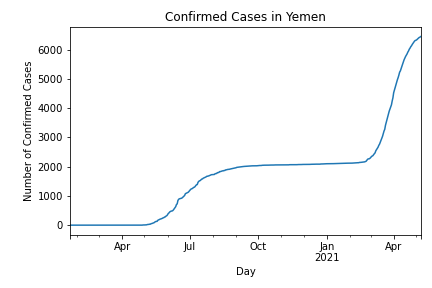 Confirmed Cases in Yemen
Number of Confirmed Cases
6000
5000
4000
3000
2000
1000
0
Apr
Jul
Oct
Jan
2021
Apr
Day